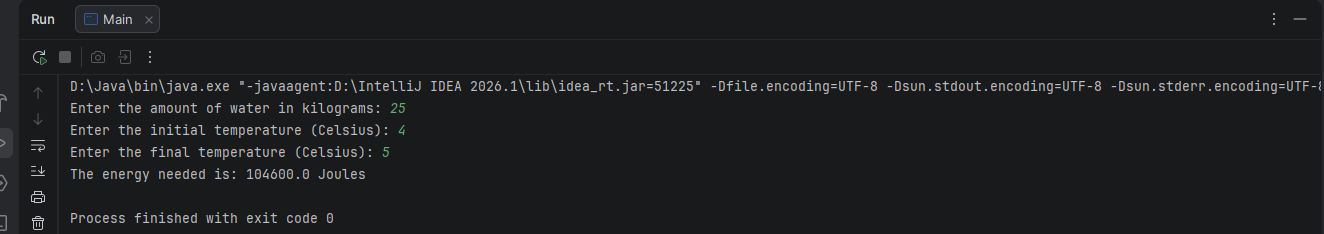 Run Main
D:\Java\bin\java.exe "-javaagent:D:\IntelliJ IDEA 2026.1\lib\idea_rt.jar=51225" -Dfile.encoding=UTF-8 -Dsun.stdout.encoding=UTF-8 -Dsun.stderr.encoding=UTF-8
Enter the amount of water in kilograms: 25
Enter the initial temperature (Celsius): 4
Enter the final temperature (Celsius): 5
The energy needed is: 104600.0 Joules
Process finished with exit code 0